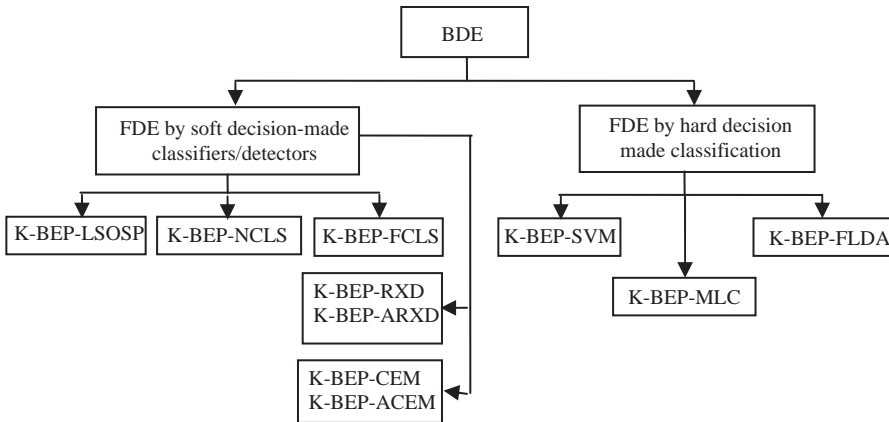 BDE
FDE by soft decision-made
classifiers/detectors
FDE by hard decision
made classification
K-BEP-LSOSP
K-BEP-NCLS
K-BEP-FCLS
K-BEP-SVM
K-BEP-FLDA
K-BEP-MLC
K-BEP-RXD
K-BEP-ARXD
K-BEP-CEM
K-BEP-ACEM